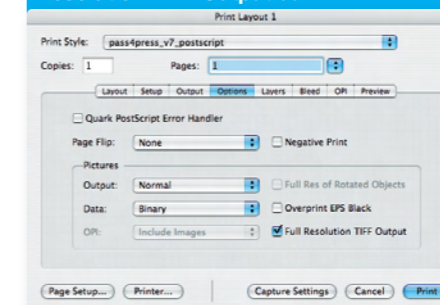 Print Layout 1
Print Style: pass4press_v7_postscript
Copies: 1 Pages: 1
Layout Setup Output Options Layers Bleed OPI Preview
Quark PostScript Error Handler
Page Flip: None Negative Print
Pictures
Output: Normal Full Res of Rotated Objects
Data: Binary Overprint EPS Black
OPI: Include Images Full Resolution TIFF Output
Page Setup... Printer... Capture Settings Cancel Print